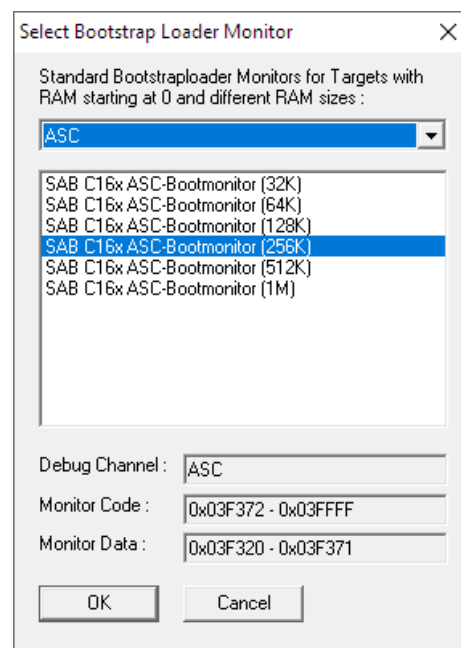 Select Bootstrap Loader Monitor
Standard Bootstraploader Monitors for Targets with
RAM starting at 0 and different RAM sizes :
ASC
SAB C16x ASC-Bootmonitor (32K)
SAB C16x ASC-Bootmonitor (64K)
SAB C16x ASC-Bootmonitor (128K)
SAB C16x ASC-Bootmonitor (256K)
SAB C16x ASC-Bootmonitor (512K)
SAB C16x ASC-Bootmonitor (1M)
Debug Channel : ASC
Monitor Code : 0x03F372 - 0x03FFFF
Monitor Data : 0x03F320 - 0x03F371
OK Cancel